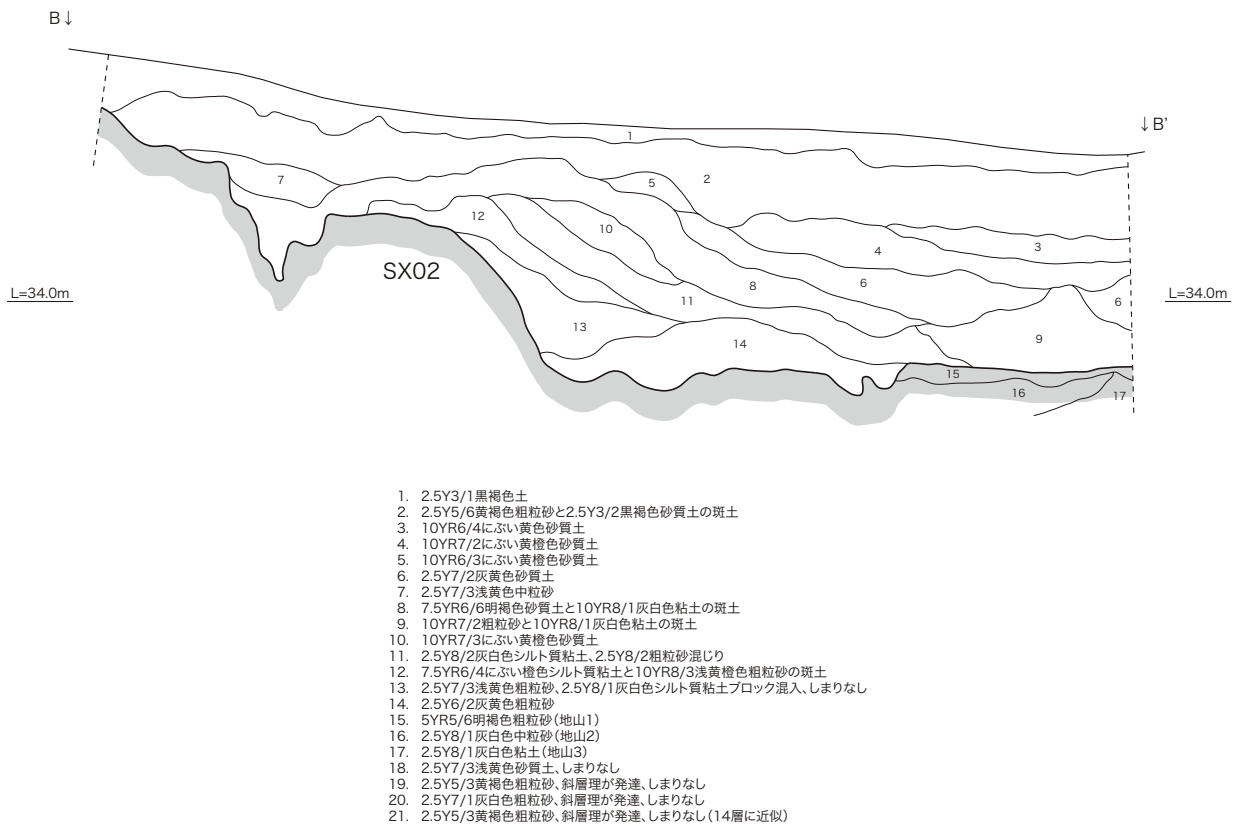 B↓
↓B'
1
7
5
2
12
10
4
3
SX02
8
6
6
L=34.0m
L=34.0m
11
13
14
9
15
16
17
1. 2.5Y3/1黒褐色土
2. 2.5Y5/6黄褐色粗粒砂と2.5Y3/2黒褐色砂質土の斑土
3. 10YR6/4にぶい黄色砂質土
4. 10YR7/2にぶい黄橙色砂質土
5. 10YR6/3にぶい黄橙色砂質土
6. 2.5Y7/2灰黄色砂質土
7. 2.5Y7/3浅黄色中粒砂
8. 7.5YR6/6明褐色砂質土と10YR8/1灰白色粘土の斑土
9. 10YR7/2粗粒砂と10YR8/1灰白色粘土の斑土
10. 10YR7/3にぶい黄橙色砂質土
11. 2.5Y8/2灰白色シルト質粘土、2.5Y8/2粗粒砂混じり
12. 7.5YR6/4にぶい橙色シルト質粘土と10YR8/3浅黄橙色粗粒砂の斑土
13. 2.5Y7/3浅黄色粗粒砂、2.5Y8/1灰白色シルト質粘土ブロック混入、しまりなし
14. 2.5Y6/2灰黄色粗粒砂
15. 5YR5/6明褐色粗粒砂(地山1)
16. 2.5Y8/1灰白色中粒砂(地山2)
17. 2.5Y8/1灰白色粘土(地山3)
18. 2.5Y7/3浅黄色砂質土、しまりなし
19. 2.5Y5/3黄褐色粗粒砂、斜層理が発達、しまりなし
20. 2.5Y7/1灰白色粗粒砂、斜層理が発達、しまりなし
21. 2.5Y5/3黄褐色粗粒砂、斜層理が発達、しまりなし(14層に近似)